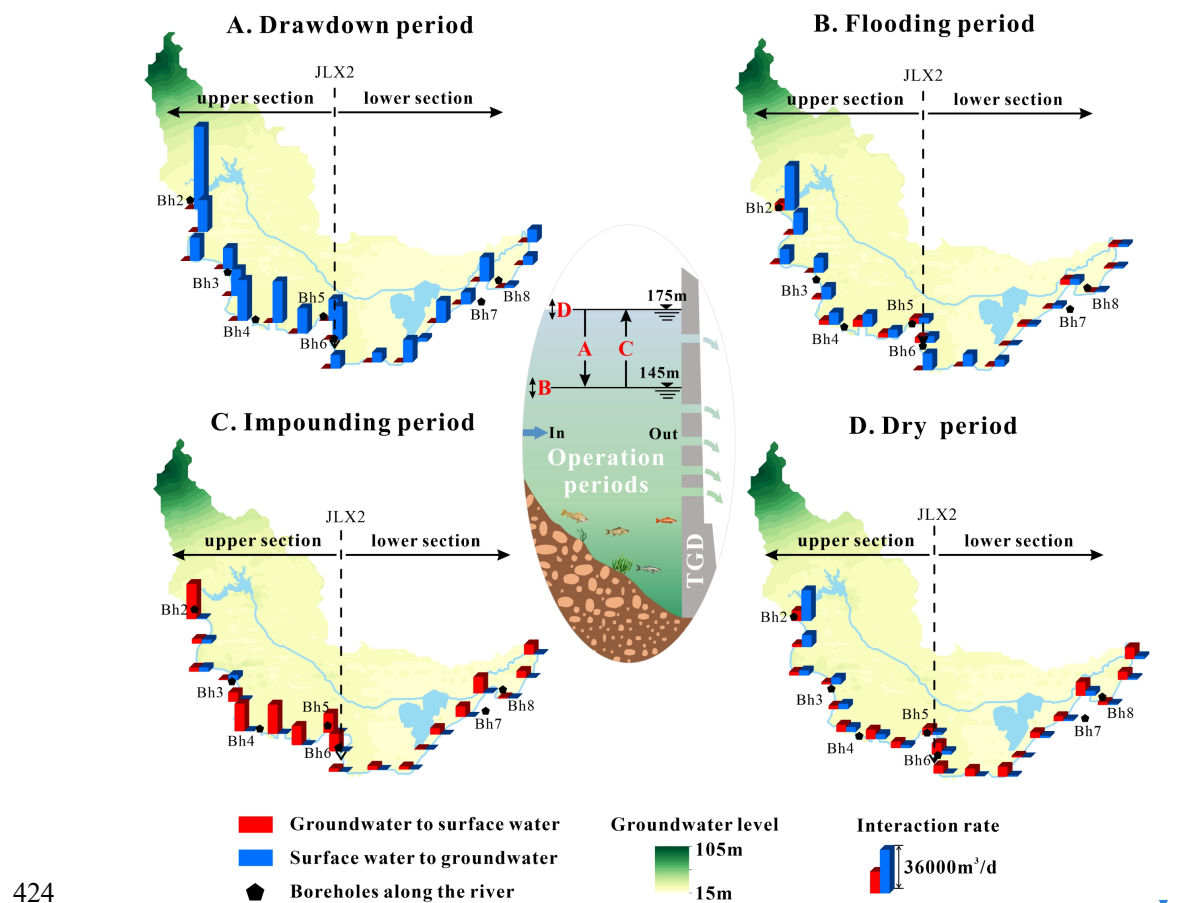 A. Drawdown period
JLX2
upper section
lower section
Bh2
Bh3
Bh4
Bh5
Bh6
Bh7
Bh8
B. Flooding period
JLX2
upper section
lower section
Bh2
Bh3
Bh4
Bh5
Bh6
Bh7
Bh8
D
175m
A
C
B
145m
In
Out
Operation
periods
TGD
C. Impounding period
JLX2
upper section
lower section
Bh2
Bh3
Bh4
Bh5
Bh6
Bh7
Bh8
D. Dry period
JLX2
upper section
lower section
Bh2
Bh3
Bh4
Bh5
Bh6
Bh7
Bh8
Groundwater to surface water
Surface water to groundwater
Boreholes along the river
Groundwater level
105m
15m
Interaction rate
36000m³/d
424